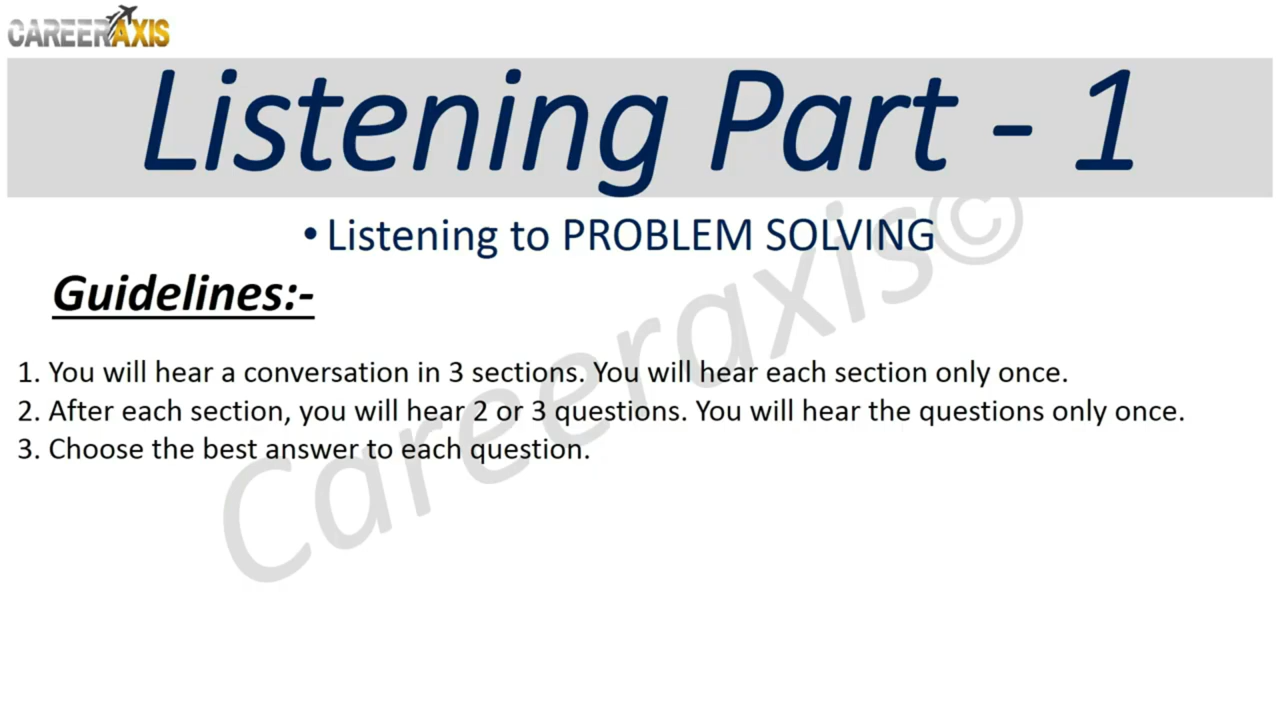 CAREERAXIS
Listening Part - 1
• Listening to PROBLEM SOLVING
Guidelines:-
1. You will hear a conversation in 3 sections. You will hear each section only once.
2. After each section, you will hear 2 or 3 questions. You will hear the questions only once.
3. Choose the best answer to each question.
Careeraxis©